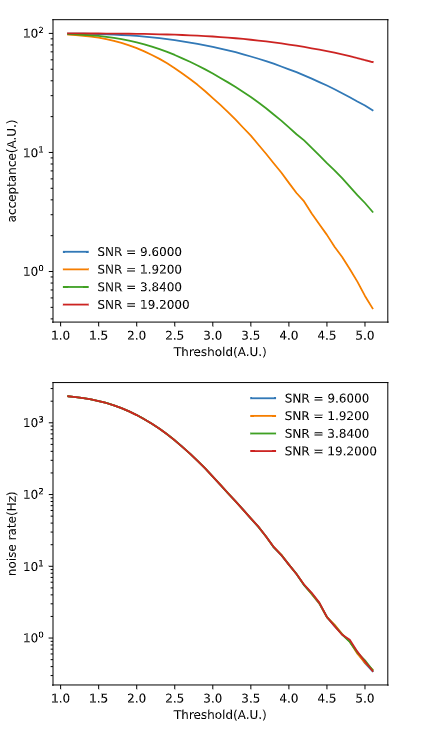 10²
10¹
10⁰
acceptance(A.U.)
SNR = 9.6000
SNR = 1.9200
SNR = 3.8400
SNR = 19.2000
1.0 1.5 2.0 2.5 3.0 3.5 4.0 4.5 5.0
Threshold(A.U.)
SNR = 9.6000
SNR = 1.9200
SNR = 3.8400
SNR = 19.2000
10³
10²
10¹
10⁰
noise rate(Hz)
1.0 1.5 2.0 2.5 3.0 3.5 4.0 4.5 5.0
Threshold(A.U.)